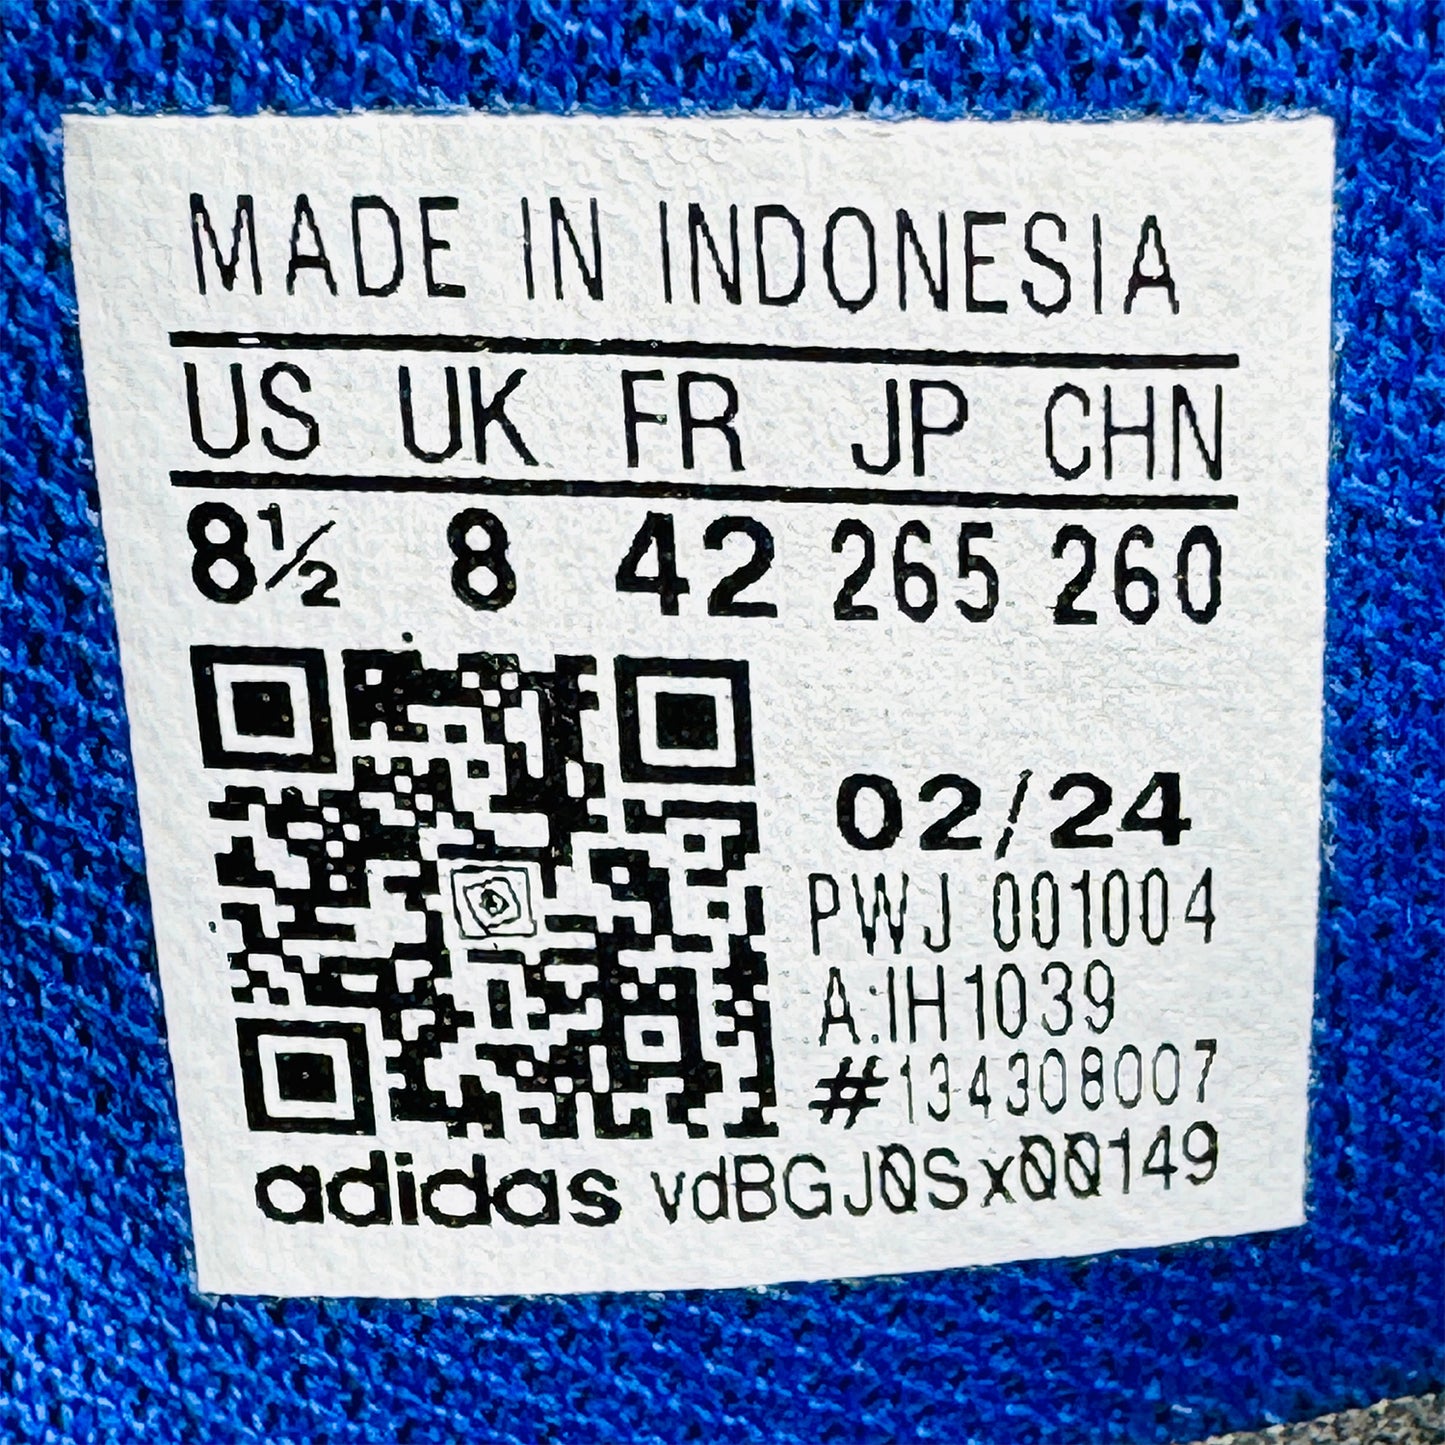 MADE IN INDONESIA
US UK FR JP CHN
8½ 8 42 265 260
02/24
PWJ 001004
A:IH1039
#134308007
adidas vdBGJ0Sx00149